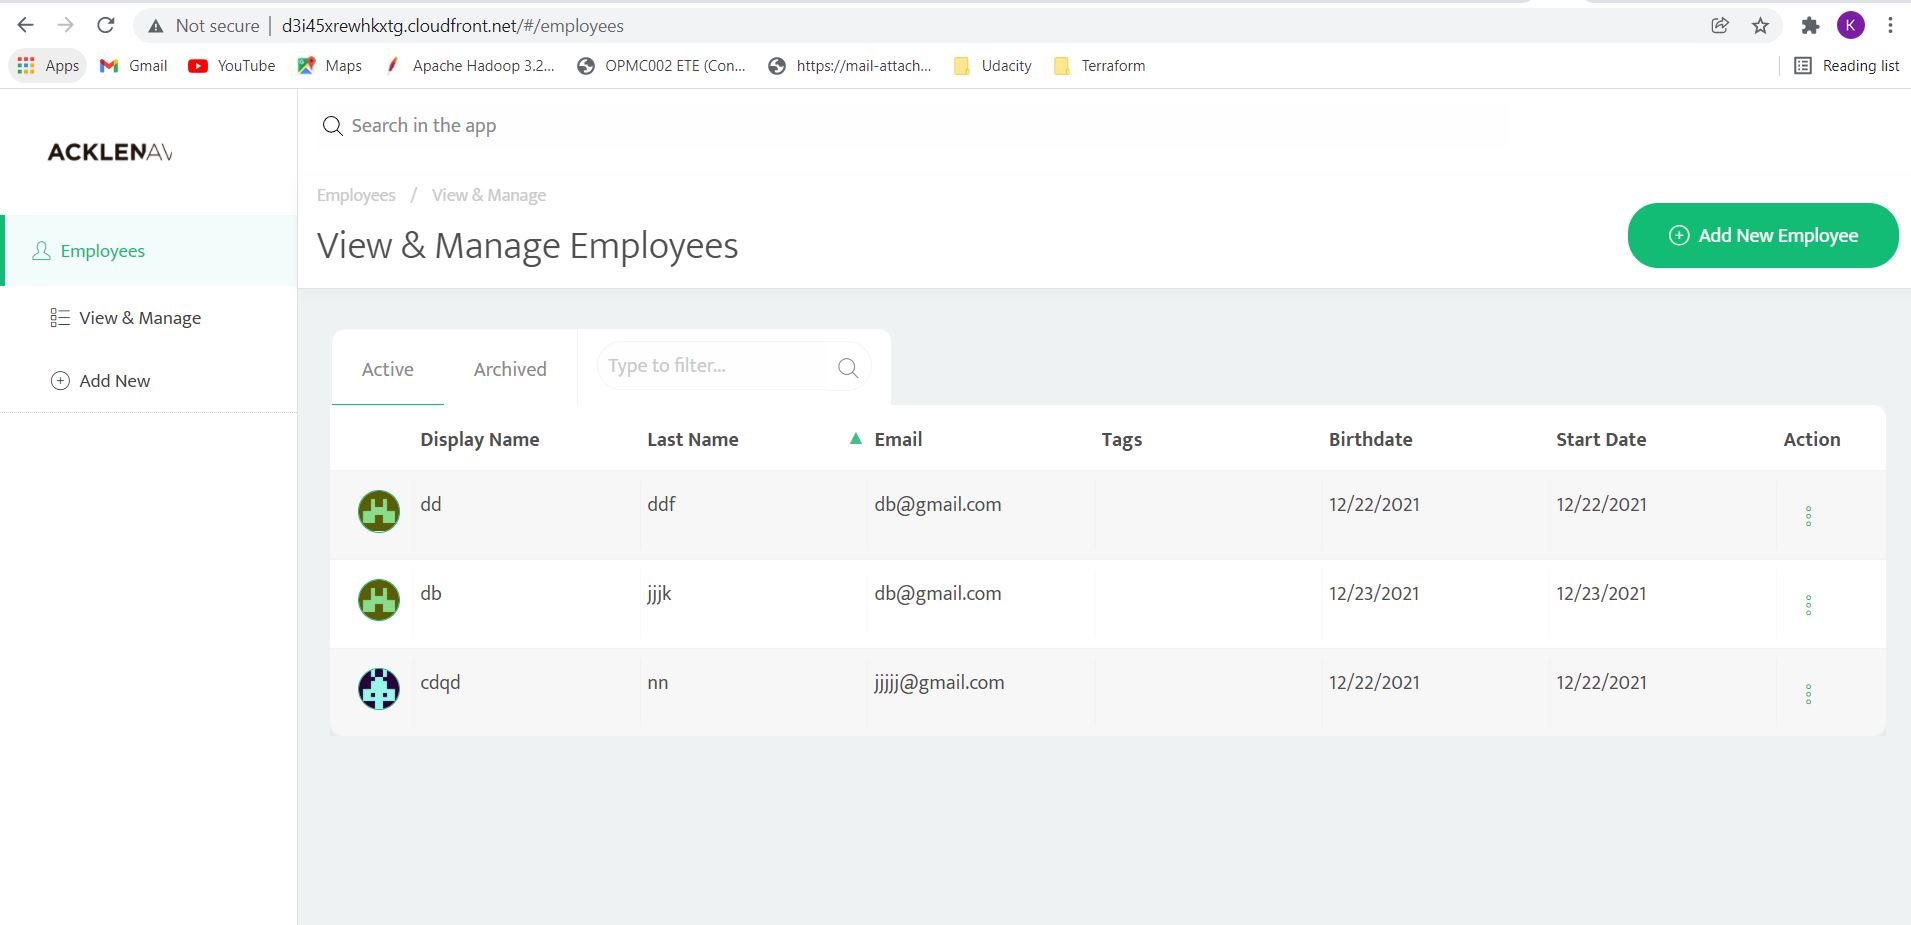 Not secure | d3i45xrewhkxtg.cloudfront.net/#/employees
K
Apps Gmail YouTube Maps Apache Hadoop 3.2... OPMC002 ETE (Con... https://mail-attach... Udacity Terraform Reading list
ACKLENAV
Search in the app
Employees / View & Manage
View & Manage Employees
Add New Employee
Employees
View & Manage
Add New
Active Archived Type to filter...
Display Name Last Name Email Tags Birthdate Start Date Action
dd ddf db@gmail.com 12/22/2021 12/22/2021
db jjjk db@gmail.com 12/23/2021 12/23/2021
cdqd nn jjjjj@gmail.com 12/22/2021 12/22/2021